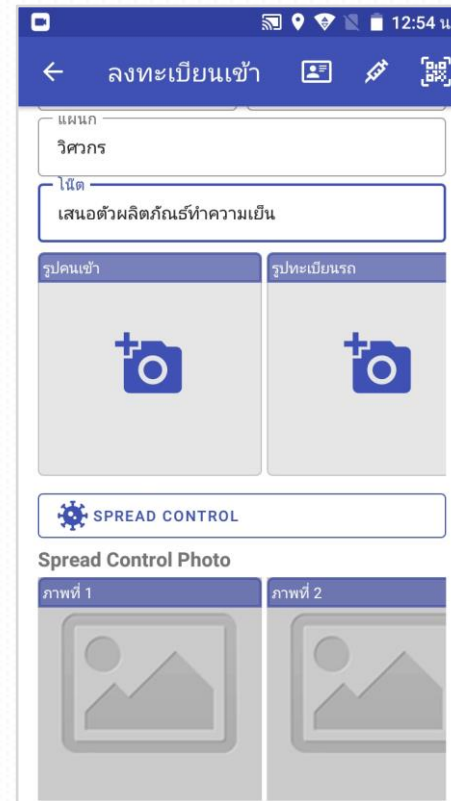 12:54 น
ลงทะเบียนเข้า
แผนก
วิศวกร
โน๊ต
เสนอตัวผลิตภัณธ์ทำความเย็น
รูปคนเข้า
รูปทะเบียนรถ
SPREAD CONTROL
Spread Control Photo
ภาพที่ 1
ภาพที่ 2